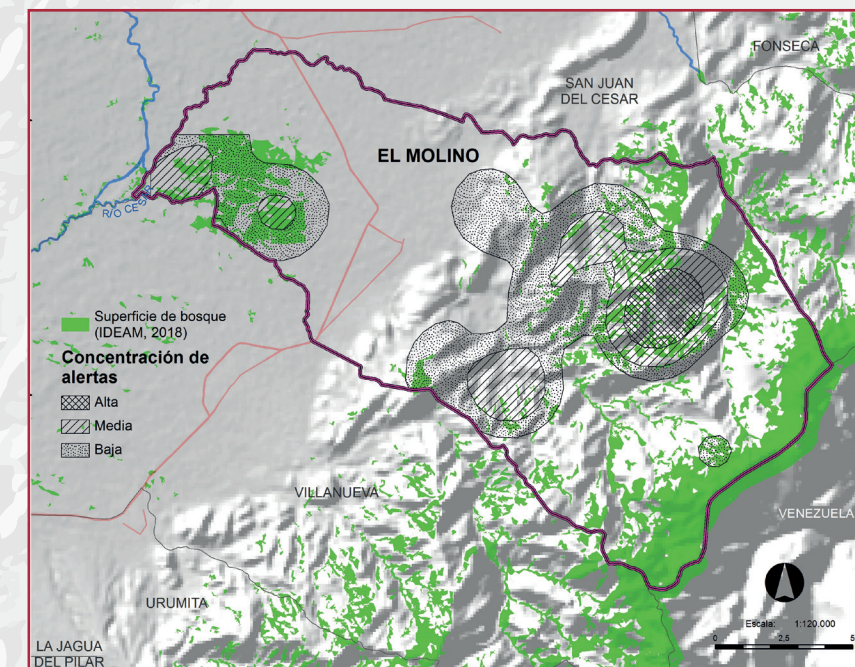 FONSECA
SAN JUAN
DEL CESAR
EL MOLINO
RÍO CESAR
Superficie de bosque
(IDEAM, 2018)
Concentración de
alertas
Alta
Media
Baja
VILLANUEVA
VENEZUELA
URUMITA
LA JAGUA
DEL PILAR
Escala: 1:120.000
0 2,5 5